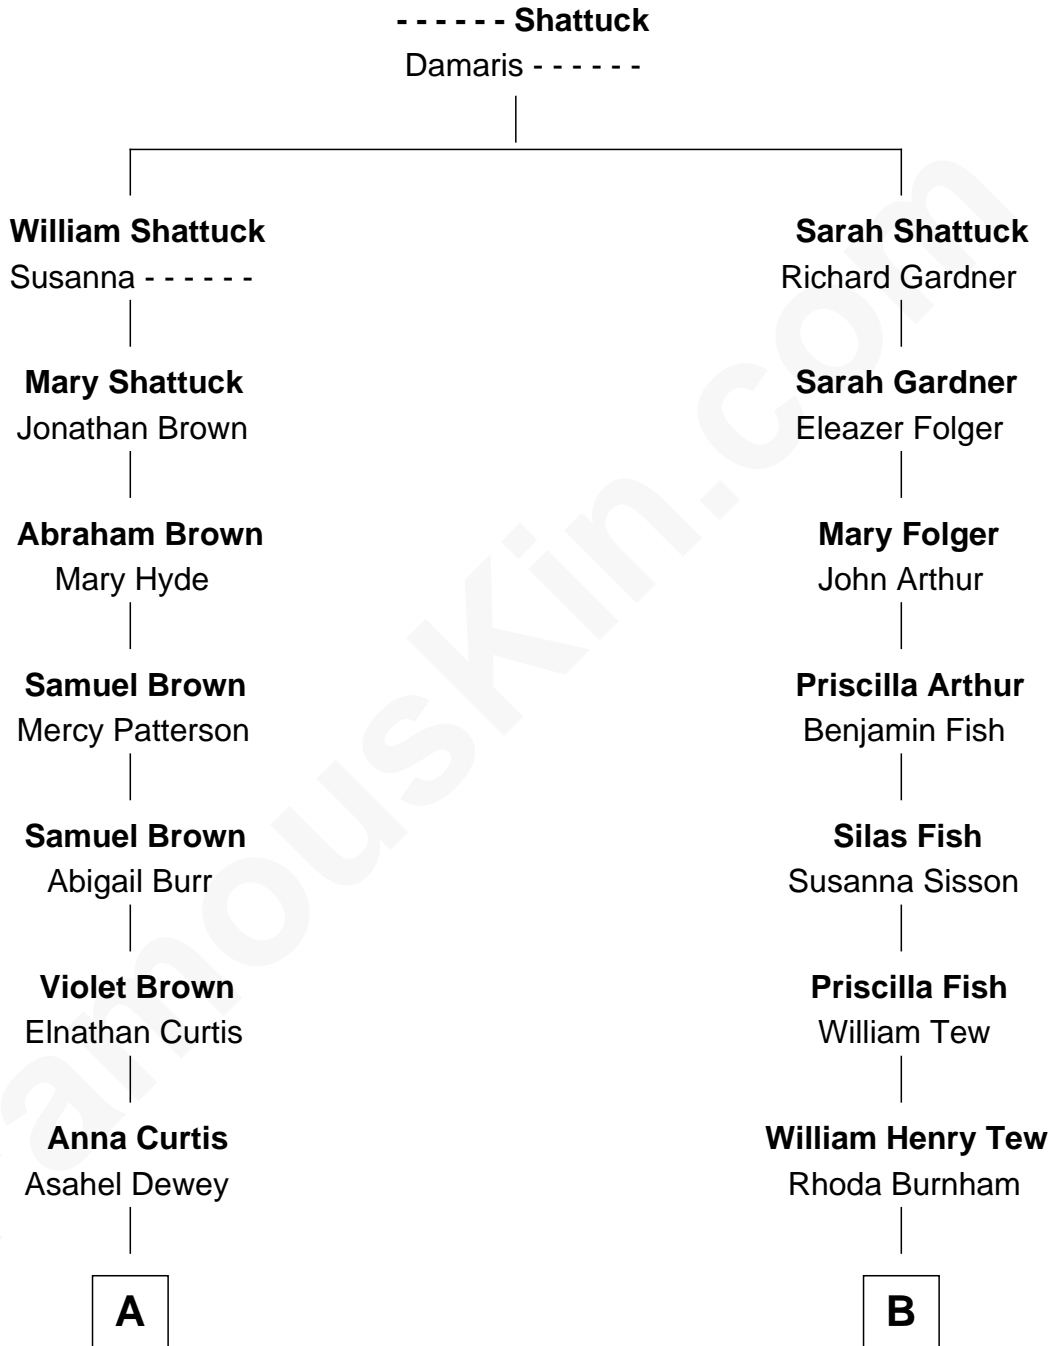 - - - - - - Shattuck
Damaris - - - - - -
William Shattuck
Susanna - - - - - -
Sarah Shattuck
Richard Gardner
Mary Shattuck
Jonathan Brown
Sarah Gardner
Eleazer Folger
Abraham Brown
Mary Hyde
Mary Folger
John Arthur
Samuel Brown
Mercy Patterson
Priscilla Arthur
Benjamin Fish
Samuel Brown
Abigail Burr
Silas Fish
Susanna Sisson
Violet Brown
Elnathan Curtis
Priscilla Fish
William Tew
Anna Curtis
Asahel Dewey
William Henry Tew
Rhoda Burnham
A
B
amouskin.com